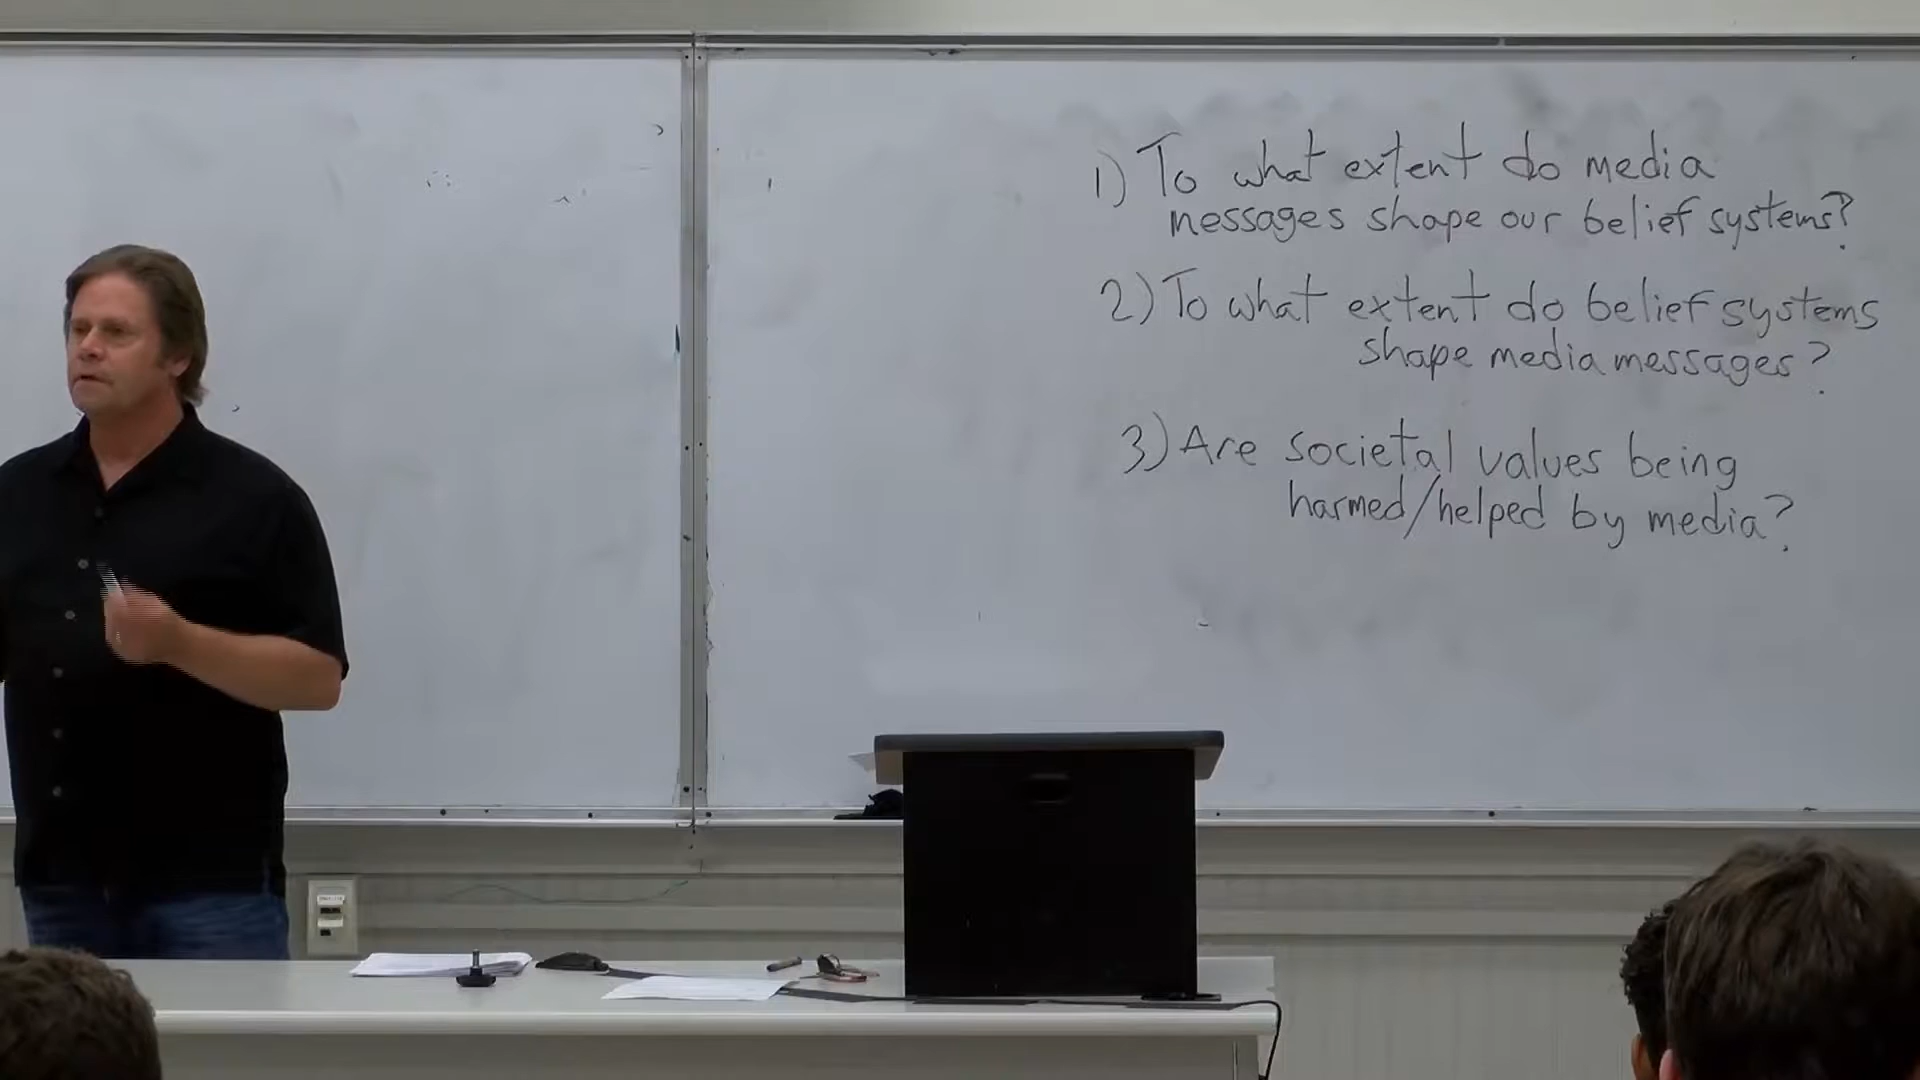 1) To what extent do media
messages shape our belief systems?
2) To what extent do belief systems
shape media messages?
3) Are societal values being
harmed/helped by media?